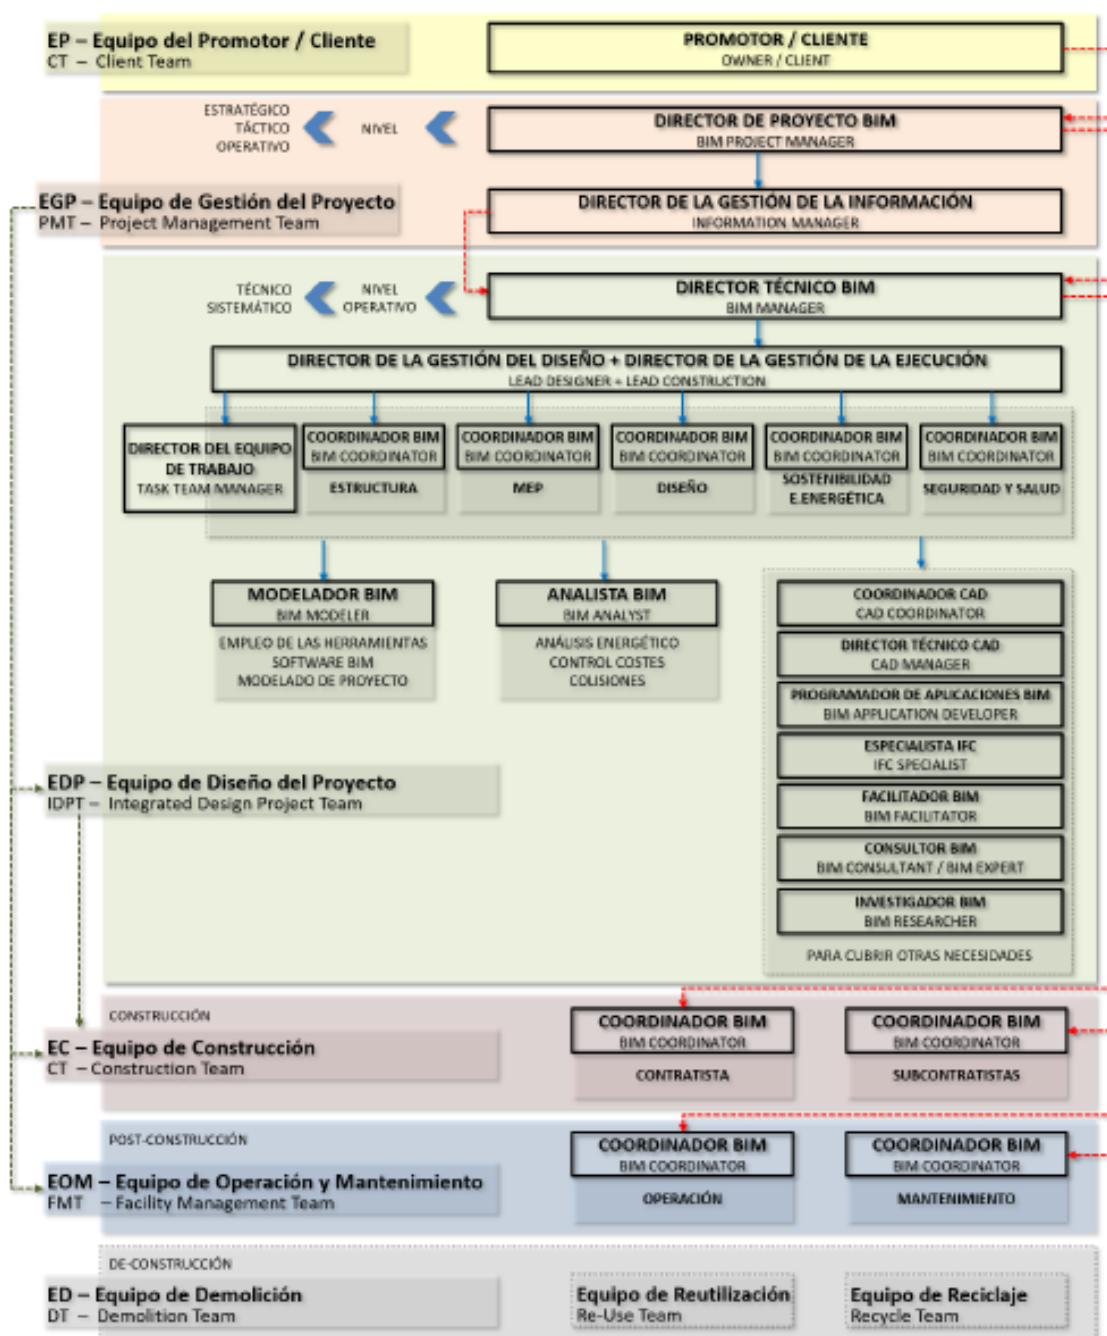 EP – Equipo del Promotor / Cliente
CT – Client Team
PROMOTOR / CLIENTE
OWNER / CLIENT
ESTRATÉGICO
TÁCTICO
OPERATIVO
NIVEL
DIRECTOR DE PROYECTO BIM
BIM PROJECT MANAGER
EGP – Equipo de Gestión del Proyecto
PMT – Project Management Team
DIRECTOR DE LA GESTIÓN DE LA INFORMACIÓN
INFORMATION MANAGER
TÉCNICO
SISTEMÁTICO
NIVEL
OPERATIVO
DIRECTOR TÉCNICO BIM
BIM MANAGER
DIRECTOR DE LA GESTIÓN DEL DISEÑO + DIRECTOR DE LA GESTIÓN DE LA EJECUCIÓN
LEAD DESIGNER + LEAD CONSTRUCTION
DIRECTOR DEL EQUIPO
DE TRABAJO
TASK TEAM MANAGER
COORDINADOR BIM
BIM COORDINATOR
ESTRUCTURA
COORDINADOR BIM
BIM COORDINATOR
MEP
COORDINADOR BIM
BIM COORDINATOR
DISEÑO
COORDINADOR BIM
BIM COORDINATOR
SOSTENIBILIDAD
E.ENERGÉTICA
COORDINADOR BIM
BIM COORDINATOR
SEGURIDAD Y SALUD
MODELADOR BIM
BIM MODELER
EMPLEO DE LAS HERRAMIENTAS
SOFTWARE BIM
MODELADO DE PROYECTO
ANALISTA BIM
BIM ANALYST
ANÁLISIS ENERGÉTICO
CONTROL COSTES
COLISIONES
COORDINADOR CAD
CAD COORDINATOR
DIRECTOR TÉCNICO CAD
CAD MANAGER
PROGRAMADOR DE APLICACIONES BIM
BIM APPLICATION DEVELOPER
ESPECIALISTA IFC
IFC SPECIALIST
FACILITADOR BIM
BIM FACILITATOR
CONSULTOR BIM
BIM CONSULTANT / BIM EXPERT
INVESTIGADOR BIM
BIM RESEARCHER
PARA CUBRIR OTRAS NECESIDADES
EDP – Equipo de Diseño del Proyecto
IDPT – Integrated Design Project Team
CONSTRUCCIÓN
EC – Equipo de Construcción
CT – Construction Team
COORDINADOR BIM
BIM COORDINATOR
CONTRATISTA
COORDINADOR BIM
BIM COORDINATOR
SUBCONTRATISTAS
POST-CONSTRUCCIÓN
EOM – Equipo de Operación y Mantenimiento
FMT – Facility Management Team
COORDINADOR BIM
BIM COORDINATOR
OPERACIÓN
COORDINADOR BIM
BIM COORDINATOR
MANTENIMIENTO
DE-CONSTRUCCIÓN
ED – Equipo de Demolición
DT – Demolition Team
Equipo de Reutilización
Re-Use Team
Equipo de Reciclaje
Recycle Team